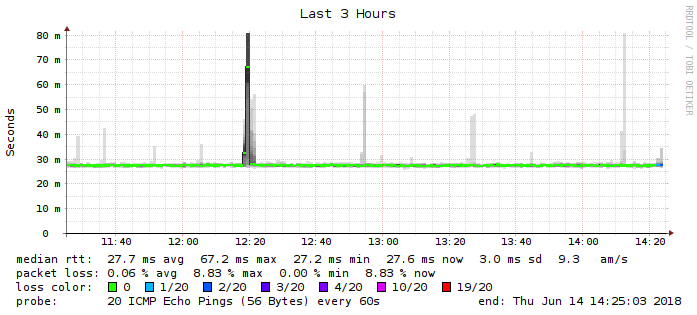 Last 3 Hours
RRDTOOL / TOBI OETIKER
Seconds
80 m
70 m
60 m
50 m
40 m
30 m
20 m
10 m
0
11:40 12:00 12:20 12:40 13:00 13:20 13:40 14:00 14:20
median rtt: 27.7 ms avg 67.2 ms max 27.2 ms min 27.6 ms now 3.0 ms sd 9.3 am/s
packet loss: 0.06 % avg 8.83 % max 0.00 % min 8.83 % now
loss color: 0 1/20 2/20 3/20 4/20 10/20 19/20
probe: 20 ICMP Echo Pings (56 Bytes) every 60s end: Thu Jun 14 14:25:03 2018